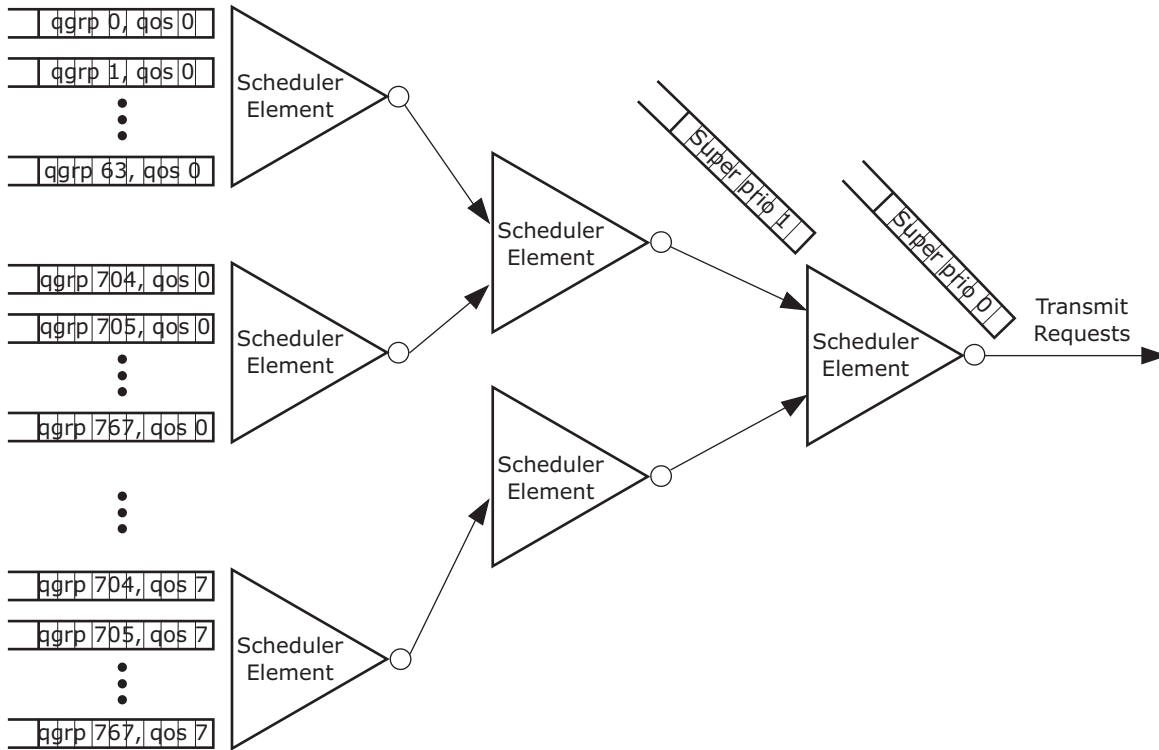 qgrp 0, qos 0
qgrp 1, qos 0
qgrp 63, qos 0
Scheduler
Element
qgrp 704, qos 0
qgrp 705, qos 0
qgrp 767, qos 0
Scheduler
Element
qgrp 704, qos 7
qgrp 705, qos 7
qgrp 767, qos 7
Scheduler
Element
Scheduler
Element
Scheduler
Element
Super prio 1
Super prio 0
Scheduler
Element
Transmit
Requests